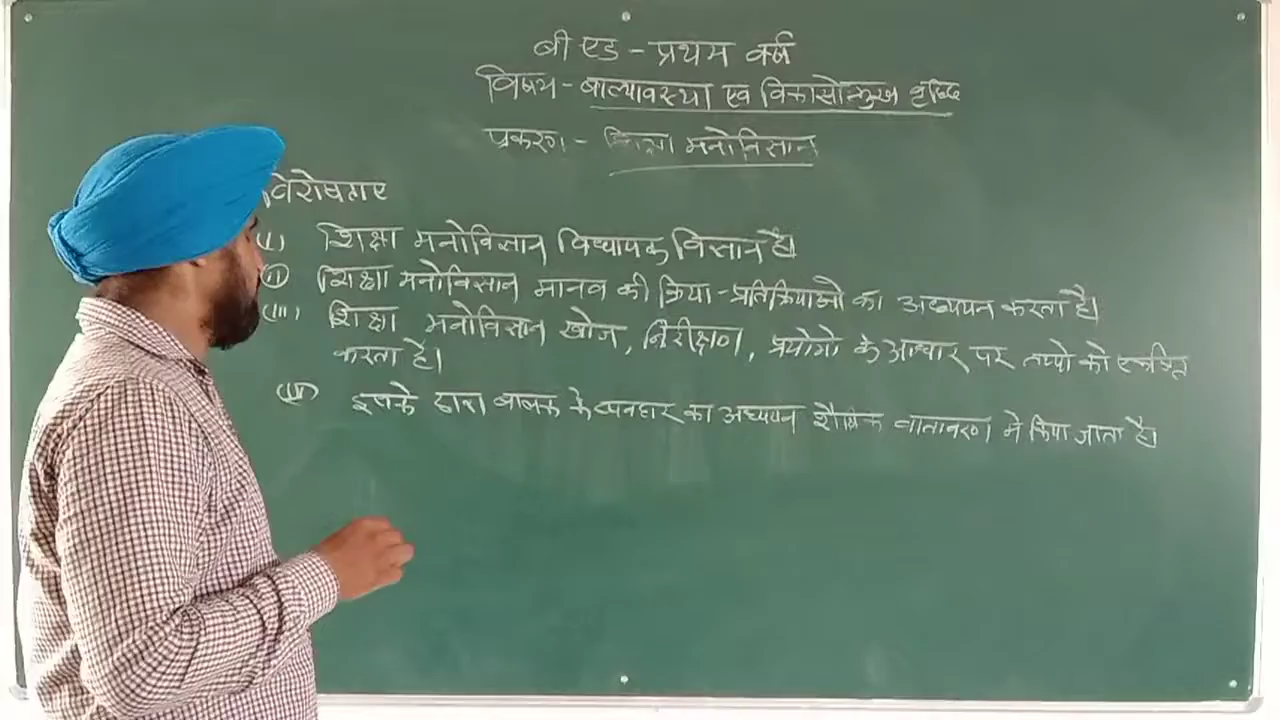 बी एड - प्रथम वर्ष
विषय - बाल्यावस्था एव विकासोन्मुख वृद्धि
प्रकरण - शिक्षा मनोविज्ञान
विशेषताए
(i) शिक्षा मनोविज्ञान विध्यापक विज्ञान है।
(ii) शिक्षा मनोविज्ञान मानव की क्रिया-प्रतिक्रियाओ का अध्ययन करता है।
(iii) शिक्षा मनोविज्ञान खोज, निरीक्षण, प्रयोगो के आधार पर तथ्यो को एकत्रित
करता है।
(iv) इसके द्वारा बालक के व्यवहार का अध्ययन शैक्षिक वातावरण मे किया जाता है।